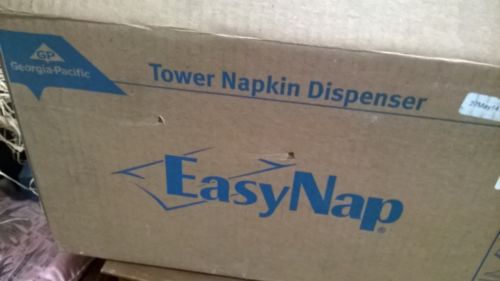 GP
Georgia-Pacific
Tower Napkin Dispenser
EasyNap®